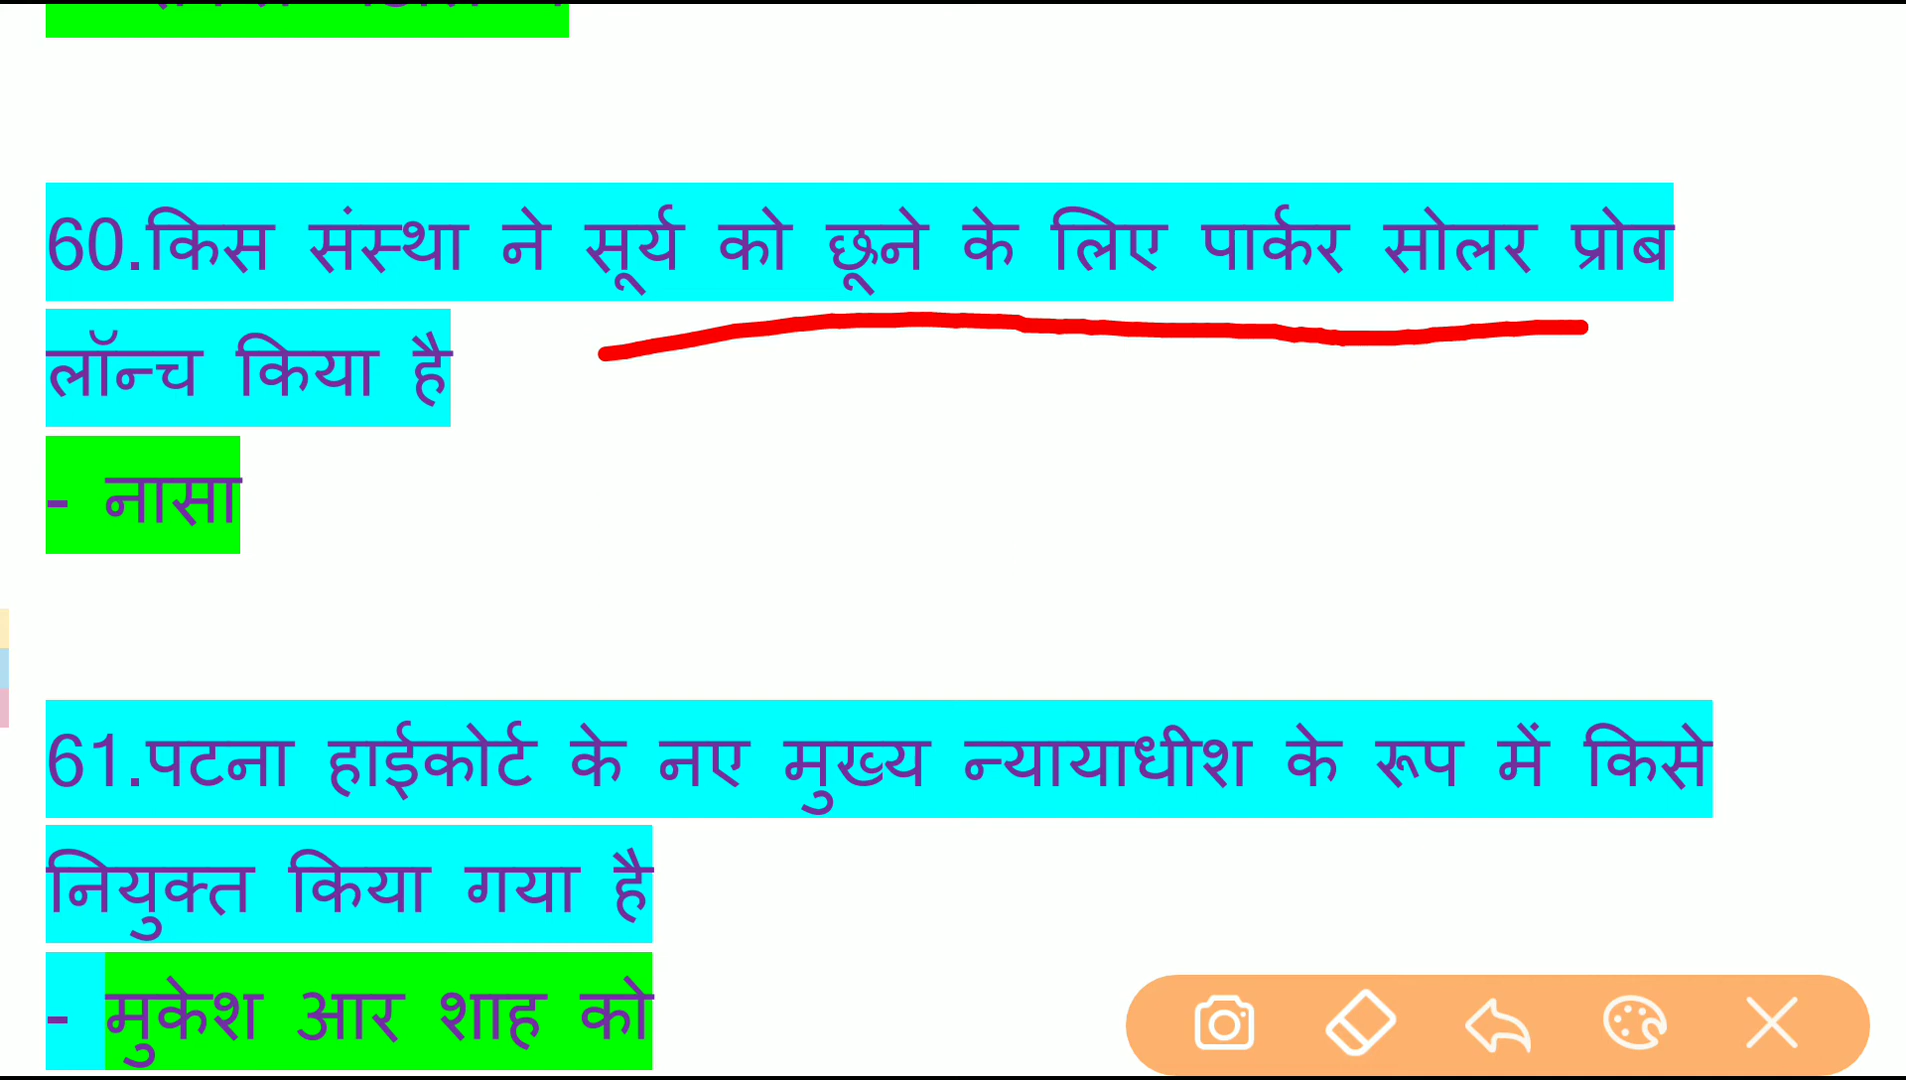 60.किस संस्था ने सूर्य को छूने के लिए पार्कर सोलर प्रोब
लॉन्च किया है
- नासा
61.पटना हाईकोर्ट के नए मुख्य न्यायाधीश के रूप में किसे
नियुक्त किया गया है
- मुकेश आर शाह को